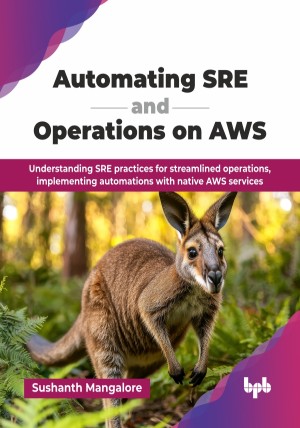 Automating SRE
and
Operations on AWS
Understanding SRE practices for streamlined operations,
implementing automations with native AWS services
Sushanth Mangalore
bpb